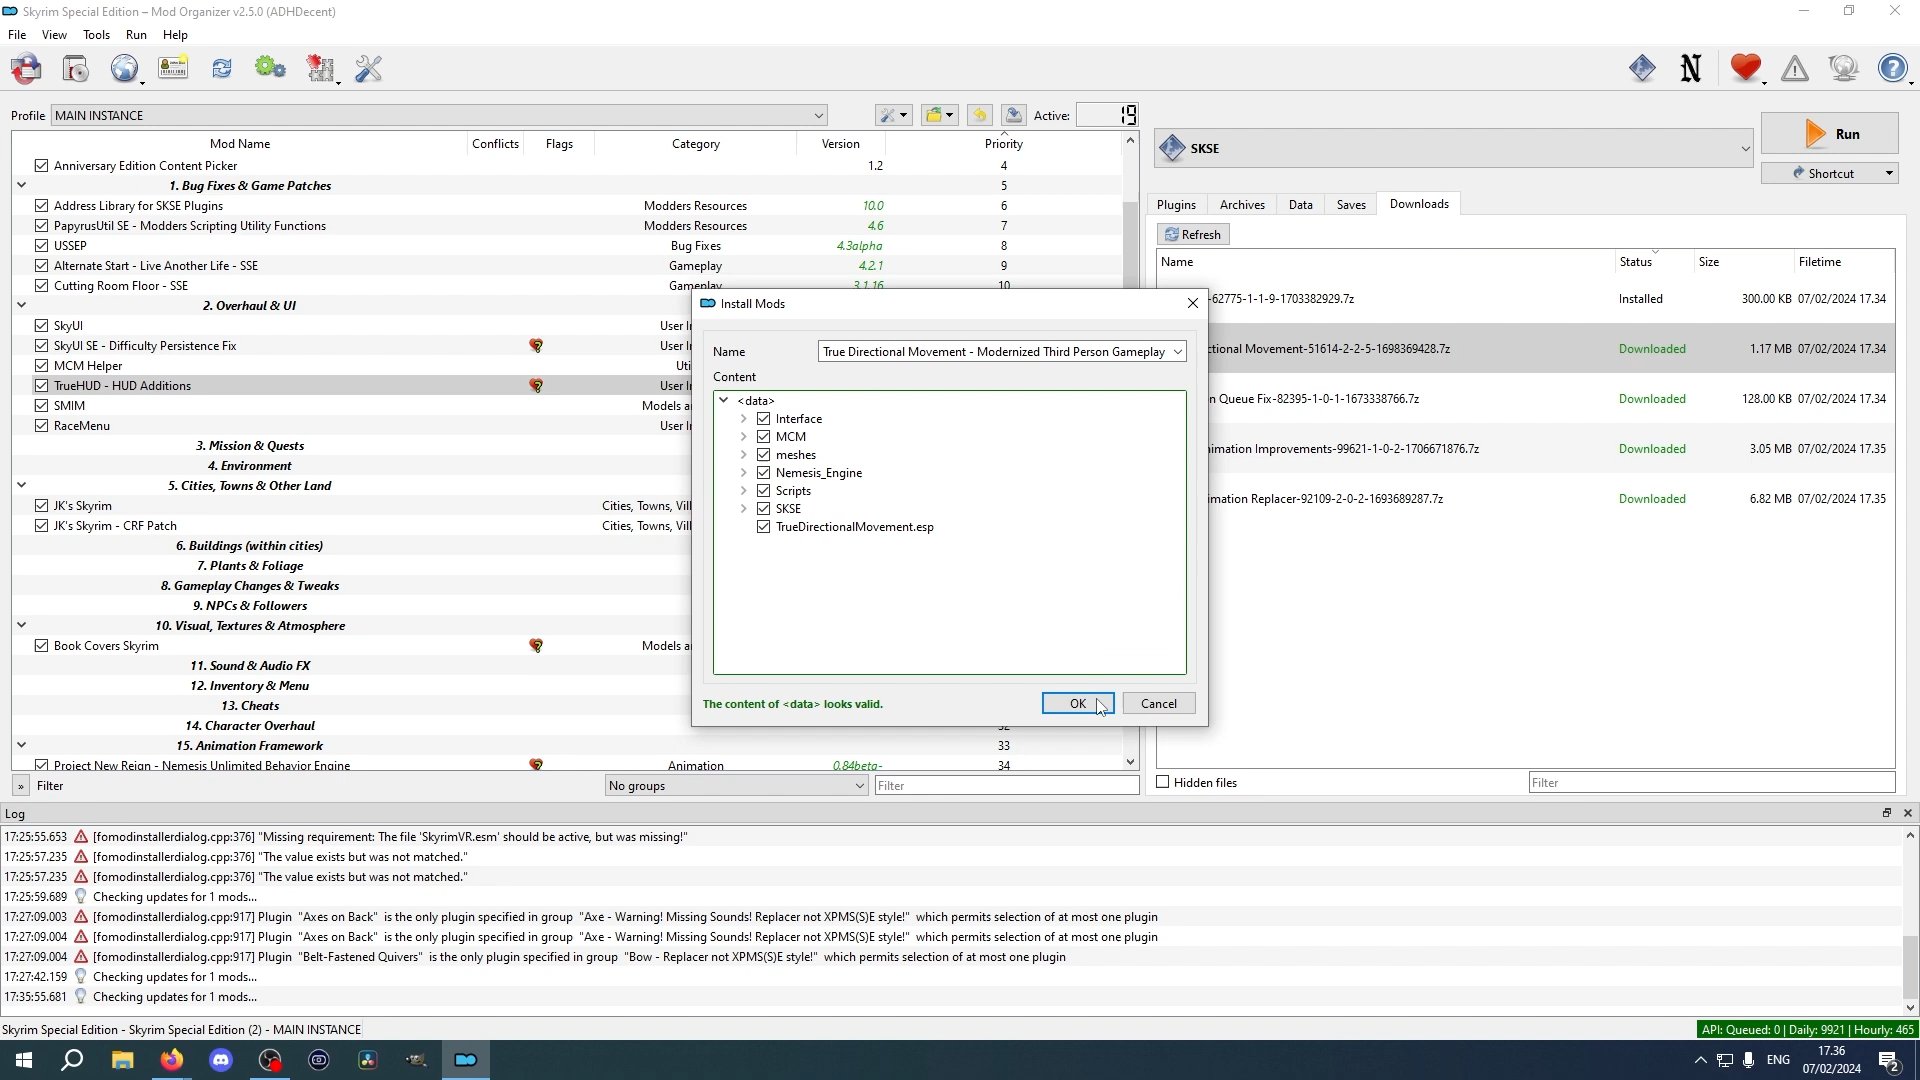 Skyrim Special Edition – Mod Organizer v2.5.0 (ADHDecent)
File View Tools Run Help
Profile MAIN INSTANCE Active: 19
Mod Name Conflicts Flags Category Version Priority
Anniversary Edition Content Picker 1.2 4
1. Bug Fixes & Game Patches 5
Address Library for SKSE Plugins Modders Resources 10.0 6
PapyrusUtil SE - Modders Scripting Utility Functions Modders Resources 4.6 7
USSEP Bug Fixes 4.3alpha 8
Alternate Start - Live Another Life - SSE Gameplay 4.2.1 9
Cutting Room Floor - SSE Gameplay 3.1.16 10
2. Overhaul & UI
SkyUI User I
SkyUI SE - Difficulty Persistence Fix User I
MCM Helper Uti
TrueHUD - HUD Additions User I
SMIM Models a
RaceMenu User I
3. Mission & Quests
4. Environment
5. Cities, Towns & Other Land
JK's Skyrim Cities, Towns, Vil
JK's Skyrim - CRF Patch Cities, Towns, Vil
6. Buildings (within cities)
7. Plants & Foliage
8. Gameplay Changes & Tweaks
9. NPCs & Followers
10. Visual, Textures & Atmosphere
Book Covers Skyrim Models a
11. Sound & Audio FX
12. Inventory & Menu
13. Cheats
14. Character Overhaul 32
15. Animation Framework 33
Project New Reign - Nemesis Unlimited Behavior Engine Animation 0.84beta- 34
» Filter No groups Filter
Install Mods
Name True Directional Movement - Modernized Third Person Gameplay
Content
<data>
Interface
MCM
meshes
Nemesis_Engine
Scripts
SKSE
TrueDirectionalMovement.esp
The content of <data> looks valid. OK Cancel
SKSE Run
Shortcut
Plugins Archives Data Saves Downloads
Refresh
Name Status Size Filetime
-62775-1-1-9-1703382929.7z Installed 300.00 KB 07/02/2024 17.34
ctional Movement-51614-2-2-5-1698369428.7z Downloaded 1.17 MB 07/02/2024 17.34
n Queue Fix-82395-1-0-1-1673338766.7z Downloaded 128.00 KB 07/02/2024 17.34
imation Improvements-99621-1-0-2-1706671876.7z Downloaded 3.05 MB 07/02/2024 17.35
imation Replacer-92109-2-0-2-1693689287.7z Downloaded 6.82 MB 07/02/2024 17.35
Hidden files Filter
Log
17:25:55.653 [fomodinstallerdialog.cpp:376] "Missing requirement: The file 'SkyrimVR.esm' should be active, but was missing!"
17:25:57.235 [fomodinstallerdialog.cpp:376] "The value exists but was not matched."
17:25:57.235 [fomodinstallerdialog.cpp:376] "The value exists but was not matched."
17:25:59.689 Checking updates for 1 mods...
17:27:09.003 [fomodinstallerdialog.cpp:917] Plugin "Axes on Back" is the only plugin specified in group "Axe - Warning! Missing Sounds! Replacer not XPMS(S)E style!" which permits selection of at most one plugin
17:27:09.004 [fomodinstallerdialog.cpp:917] Plugin "Axes on Back" is the only plugin specified in group "Axe - Warning! Missing Sounds! Replacer not XPMS(S)E style!" which permits selection of at most one plugin
17:27:09.004 [fomodinstallerdialog.cpp:917] Plugin "Belt-Fastened Quivers" is the only plugin specified in group "Bow - Replacer not XPMS(S)E style!" which permits selection of at most one plugin
17:27:42.159 Checking updates for 1 mods...
17:35:55.681 Checking updates for 1 mods...
Skyrim Special Edition - Skyrim Special Edition (2) - MAIN INSTANCE API: Queued: 0 | Daily: 9921 | Hourly: 465
ENG 17.36
07/02/2024 2